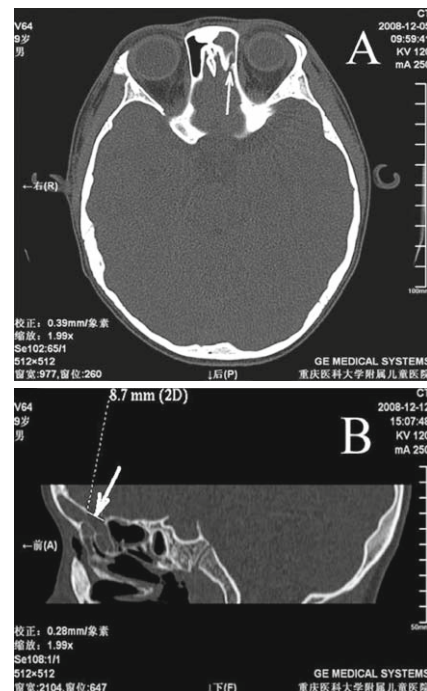 V64
9岁
男
CT
2008-12-05
09:59:41
KV 120
mA 250
A
←右(R)
100mm
校正：0.39mm/象素
缩放：1.99x
Se102:65/1
512×512
窗宽:977,窗位:260
↓后(P)
GE MEDICAL SYSTEMS
重庆医科大学附属儿童医院
8.7 mm (2D)
V64
9岁
男
CT
2008-12-12
15:07:48
KV 120
mA 250
B
←前(A)
50mm
校正：0.28mm/象素
缩放：1.99x
Se108:1/1
512×512
窗宽:2104,窗位:647
↓下(F)
GE MEDICAL SYSTEMS
重庆医科大学附属儿童医院